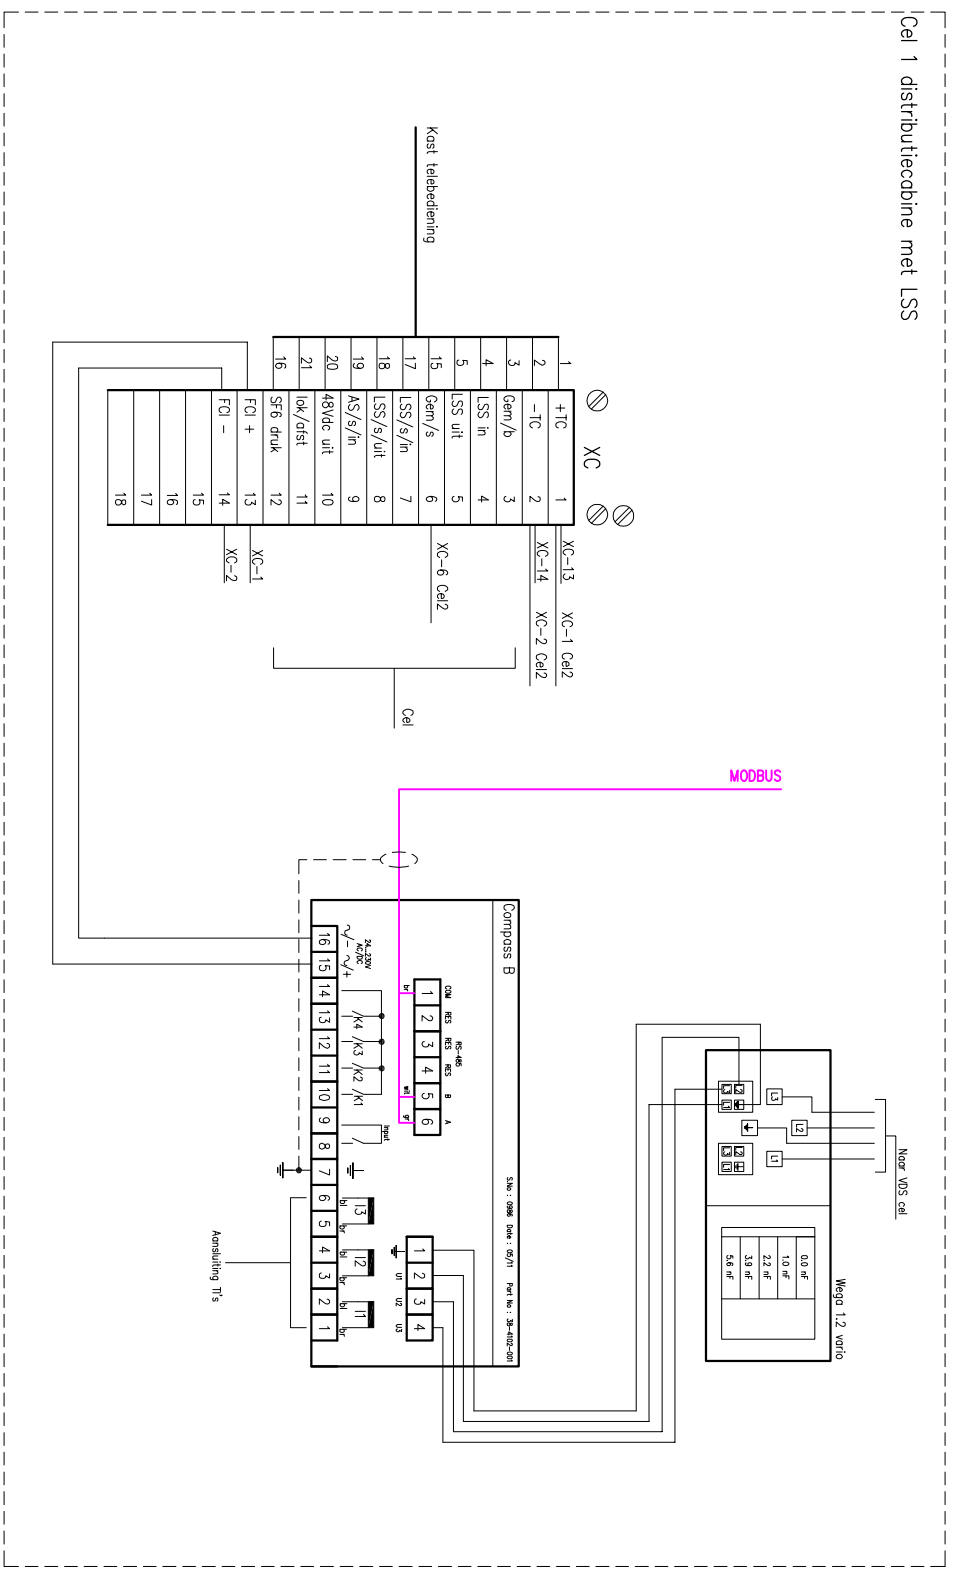 Cel 1 distributiecabine met LSS
Kast telebediening
XC
1 +TC 1 XC-13 XC-1 Cel2
2 -TC 2 XC-14 XC-2 Cel2
3 Gem/b 3
4 LSS in 4
5 LSS uit 5
15 Gem/s 6 XC-6 Cel2
17 LSS/s/in 7
18 LSS/s/uit 8
19 AS/s/in 9
20 48Vdc uit 10
21 lok/afst 11
16 SF6 druk 12
FCI + 13 XC-1
FCI - 14 XC-2
15
16
17
18
Cel
MODBUS
Naar VDS cel
L3 L2 L1
L3 L2
L1
L3 L2
L1
0.0 nF
1.0 nF
2.2 nF
3.9 nF
5.6 nF
Wega 1.2 vario
Compass B
S.No : 0986 Date : 05/11 Part No : 38-4102-001
COM RES RES RES B A
RS-485
1 2 3 4 5 6
br wit gr
1 2 3 4
U1 U2 U3
24...230V
AC/DC
~/- ~/+
K4 K3 K2 K1
Input
I3 I2 I1
bl br bl br bl br
16 15 14 13 12 11 10 9 8 7 6 5 4 3 2 1
Aansluiting TI's